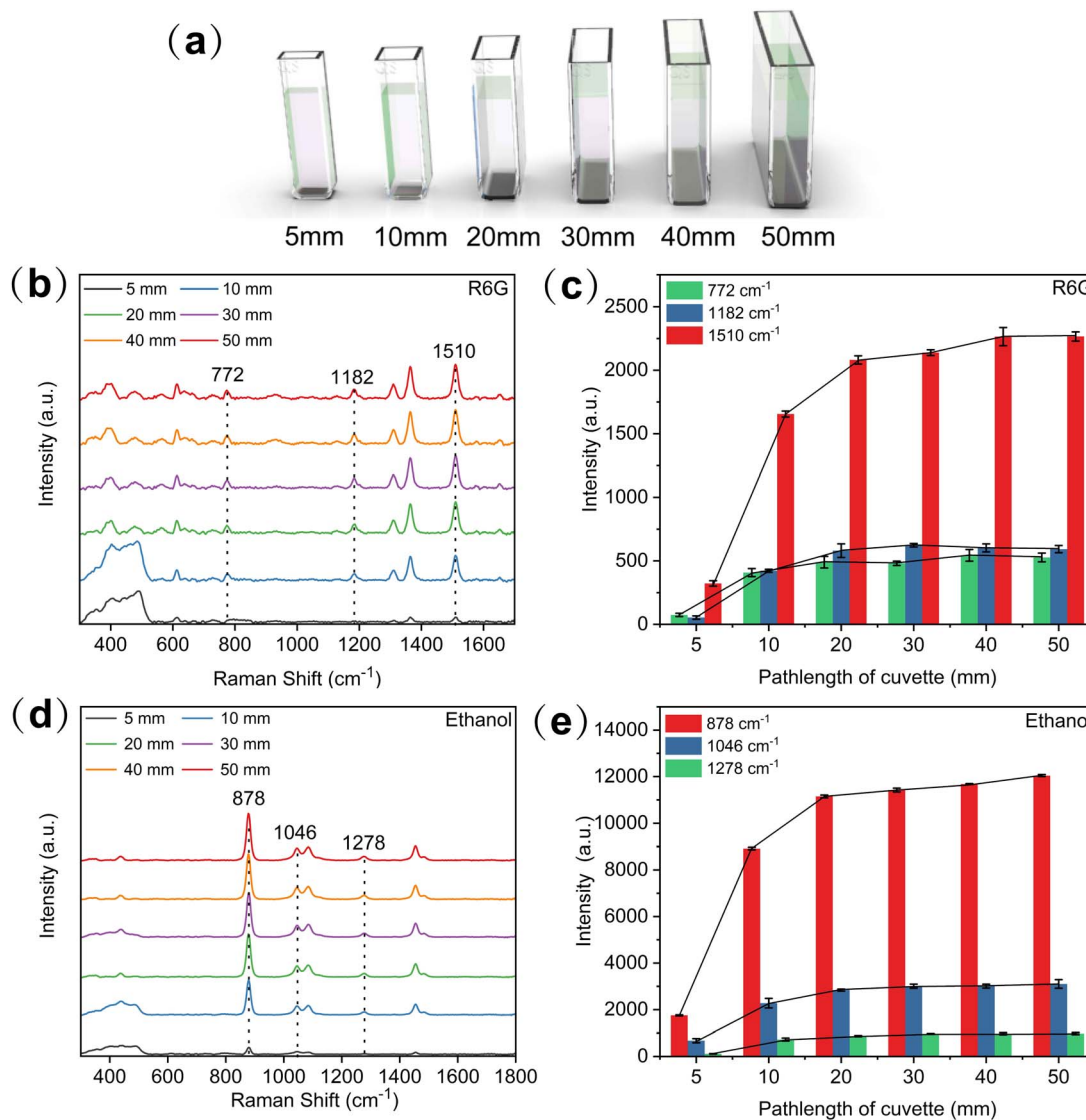 (a)
5mm 10mm 20mm 30mm 40mm 50mm
(b)
R6G
5 mm 10 mm
20 mm 30 mm
40 mm 50 mm
772 1182 1510
Intensity (a.u.)
400 600 800 1000 1200 1400 1600
Raman Shift (cm⁻¹)
(c)
R6G
772 cm⁻¹
1182 cm⁻¹
1510 cm⁻¹
Intensity (a.u.)
2500
2000
1500
1000
500
0
5 10 20 30 40 50
Pathlength of cuvette (mm)
(d)
Ethanol
5 mm 10 mm
20 mm 30 mm
40 mm 50 mm
878
1046
1278
Intensity (a.u.)
400 600 800 1000 1200 1400 1600 1800
Raman Shift (cm⁻¹)
(e)
Ethano
878 cm⁻¹
1046 cm⁻¹
1278 cm⁻¹
Intensity (a.u.)
14000
12000
10000
8000
6000
4000
2000
0
5 10 20 30 40 50
Pathlength of cuvette (mm)